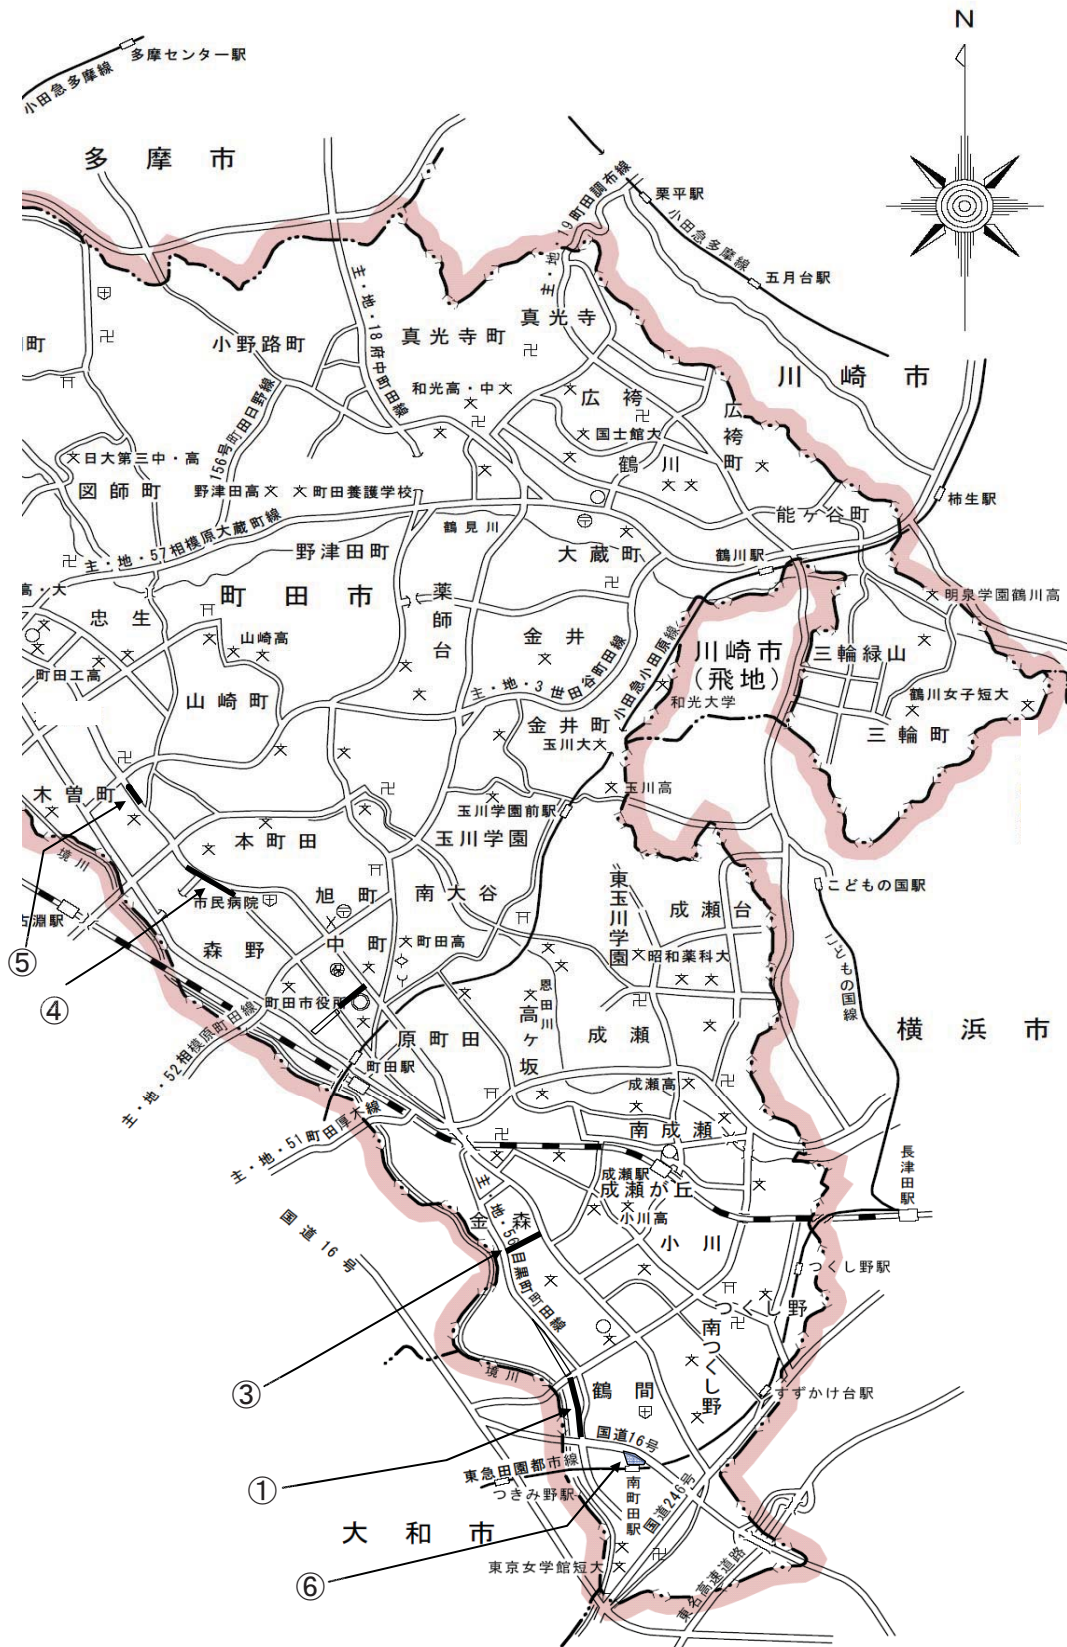 N
多摩センター駅
小田急多摩線
多摩市
主・地・19町田調布線
栗平駅
小田急多摩線
五月台駅
主・地・18府中町田線
真光寺
真光寺町
町
小野路町
川崎市
和光高・中
広袴
広袴町
156号町田日野線
国士館大
鶴川
日大第三中・高
図師町
野津田高
町田養護学校
柿生駅
鶴見川
能ケ谷町
主・地・57相模原大蔵町線
野津田町
大蔵町
鶴川駅
高・大
町田市
薬師台
明泉学園鶴川高
忠生
金井
山崎高
小田急小田原線
川崎市
(飛地)
三輪緑山
町田工高
主・地・3世田谷町田線
山崎町
和光大学
鶴川女子短大
金井町
三輪町
玉川大
木曽町
玉川高
玉川学園前駅
本町田
玉川学園
境川
東玉川学園
こどもの国駅
市民病院
旭町
南大谷
成瀬台
古淵駅
森野
中町
町田高
昭和薬科大
⑤
こどもの国線
恩田川
町田市役所
④
高ヶ坂
横浜市
原町田
成瀬
主・地・52相模原町田線
町田駅
成瀬高
主・地・51町田厚木線
南成瀬
長津田駅
成瀬駅
成瀬が丘
主・地・56目黒町町田線
国道16号
金森
小川高
小川
つくし野駅
つくし野
南つくし野
境川
③
鶴間
すずかけ台駅
国道16号
東急田園都市線
①
つきみ野駅
南町田駅
国道246号
大和市
東京女学館短大
東名高速道路
⑥